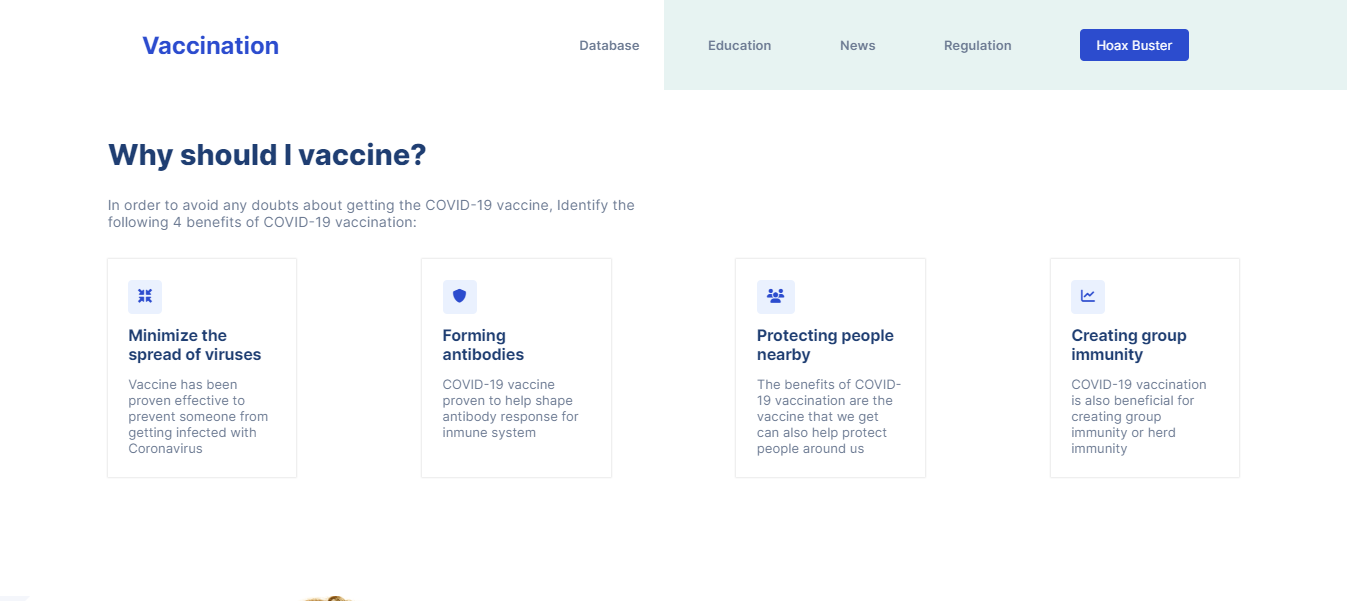 Vaccination
Database
Education
News
Regulation
Hoax Buster
Why should I vaccine?
In order to avoid any doubts about getting the COVID-19 vaccine, Identify the
following 4 benefits of COVID-19 vaccination:
Minimize the
spread of viruses
Vaccine has been
proven effective to
prevent someone from
getting infected with
Coronavirus
Forming
antibodies
COVID-19 vaccine
proven to help shape
antibody response for
inmune system
Protecting people
nearby
The benefits of COVID-
19 vaccination are the
vaccine that we get
can also help protect
people around us
Creating group
immunity
COVID-19 vaccination
is also beneficial for
creating group
immunity or herd
immunity